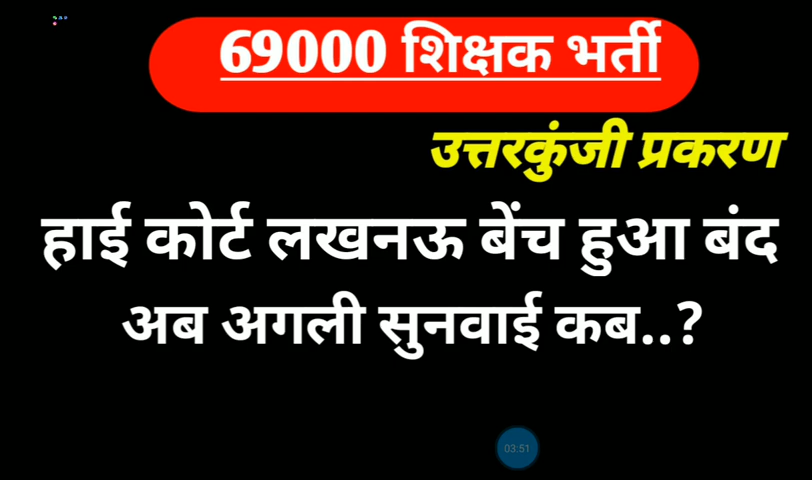 69000 शिक्षक भर्ती
उत्तरकुंजी प्रकरण
हाई कोर्ट लखनऊ बेंच हुआ बंद
अब अगली सुनवाई कब..?
03:51